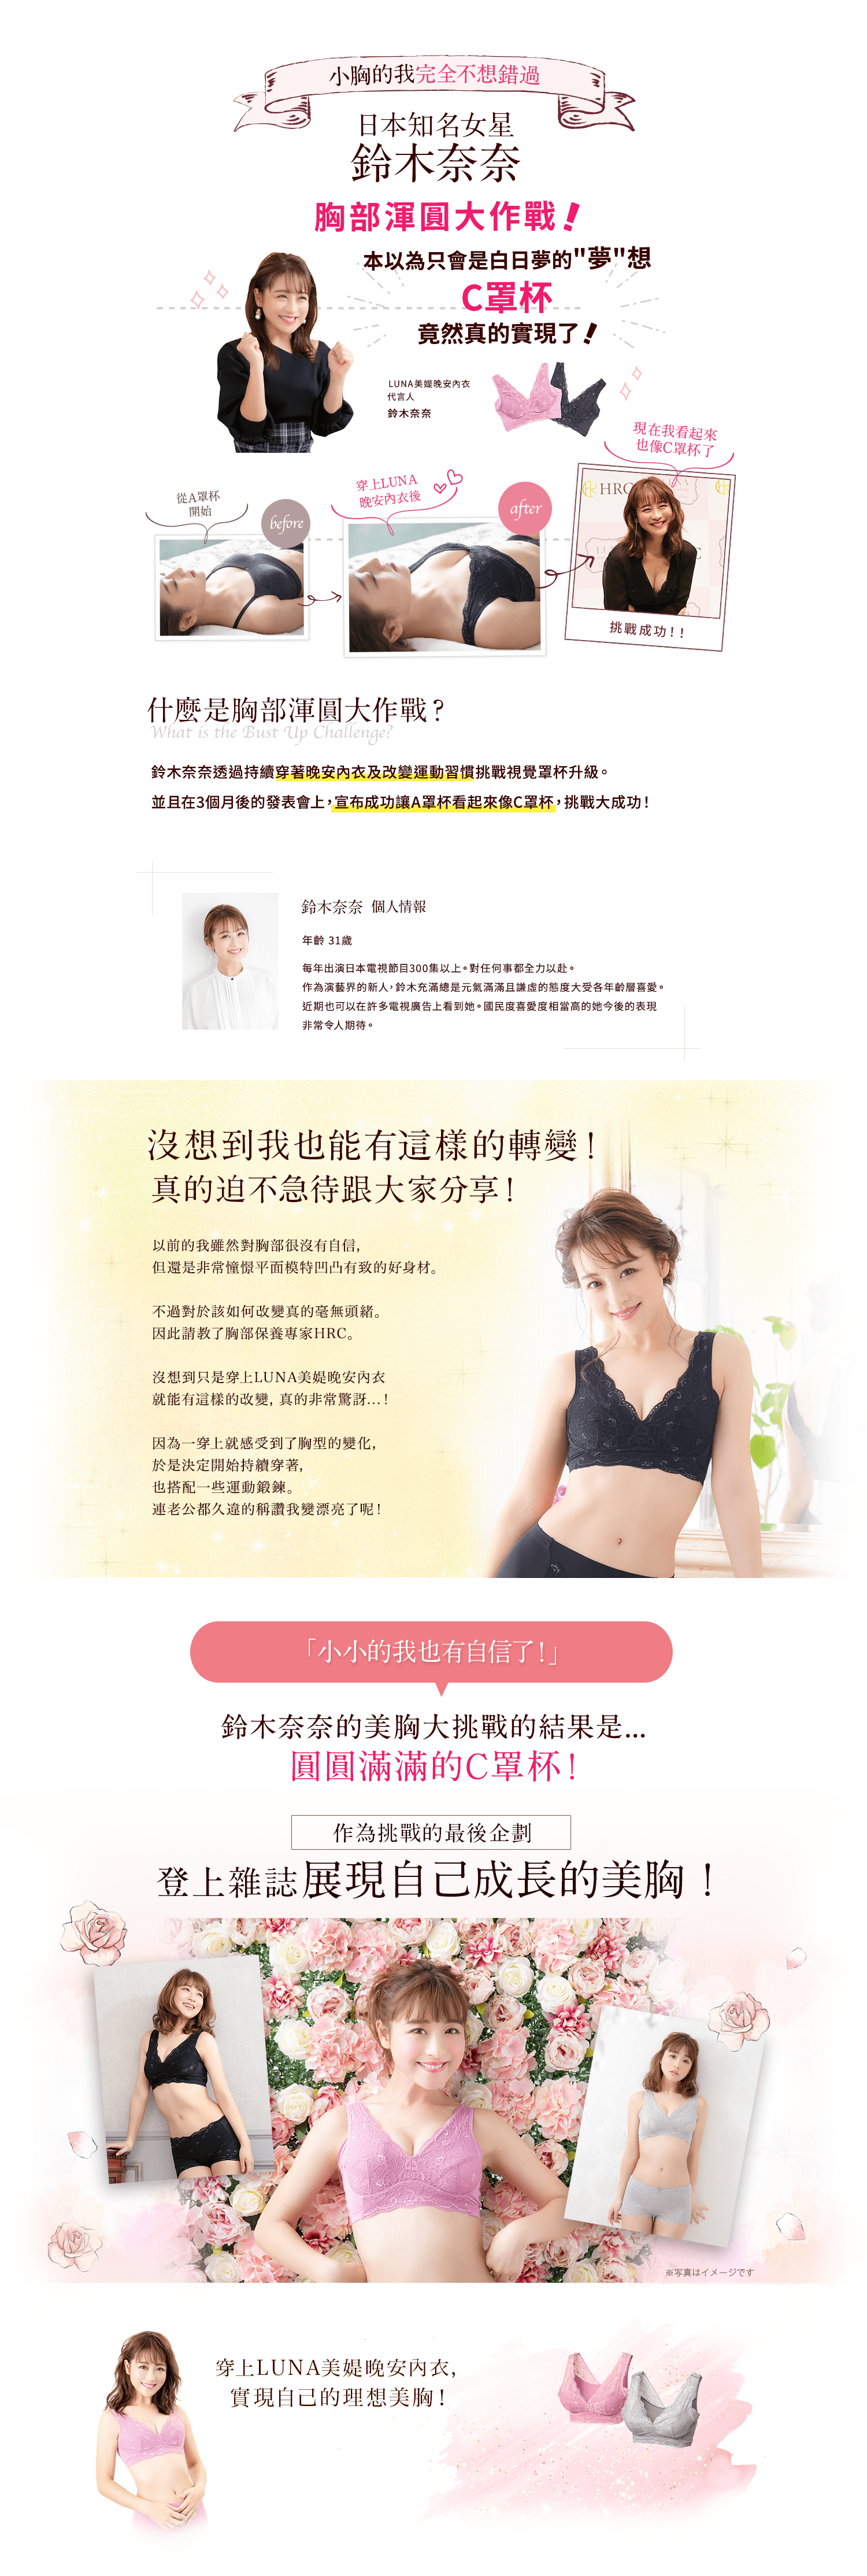 小胸的我完全不想錯過
日本知名女星
鈴木奈奈
胸部渾圓大作戰！
本以為只會是白日夢的"夢"想
C罩杯
竟然真的實現了！
LUNA美媞晚安內衣
代言人
鈴木奈奈
現在我看起來
也像C罩杯了
從A罩杯
開始
before
穿上LUNA
晚安內衣後
after
HRC
挑戰成功！！
什麼是胸部渾圓大作戰？
What is the Bust Up Challenge?
鈴木奈奈透過持續穿著晚安內衣及改變運動習慣挑戰視覺罩杯升級。
並且在3個月後的發表會上，宣布成功讓A罩杯看起來像C罩杯，挑戰大成功！
鈴木奈奈 個人情報
年齡 31歲
每年出演日本電視節目300集以上。對任何事都全力以赴。
作為演藝界的新人，鈴木充滿總是元氣滿滿且謙虛的態度大受各年齡層喜愛。
近期也可以在許多電視廣告上看到她。國民度喜愛度相當高的她今後的表現
非常令人期待。
沒想到我也能有這樣的轉變！
真的迫不急待跟大家分享！
以前的我雖然對胸部很沒有自信,
但還是非常憧憬平面模特凹凸有致的好身材。
不過對於該如何改變真的毫無頭緒。
因此請教了胸部保養專家HRC。
沒想到只是穿上LUNA美媞晚安內衣
就能有這樣的改變, 真的非常驚訝...！
因為一穿上就感受到了胸型的變化,
於是決定開始持續穿著,
也搭配一些運動鍛鍊。
連老公都久違的稱讚我變漂亮了呢！
「小小的我也有自信了！」
鈴木奈奈的美胸大挑戰的結果是...
圓圓滿滿的C罩杯！
作為挑戰的最後企劃
登上雜誌展現自己成長的美胸！
※写真はイメージです
穿上LUNA美媞晚安內衣,
實現自己的理想美胸！